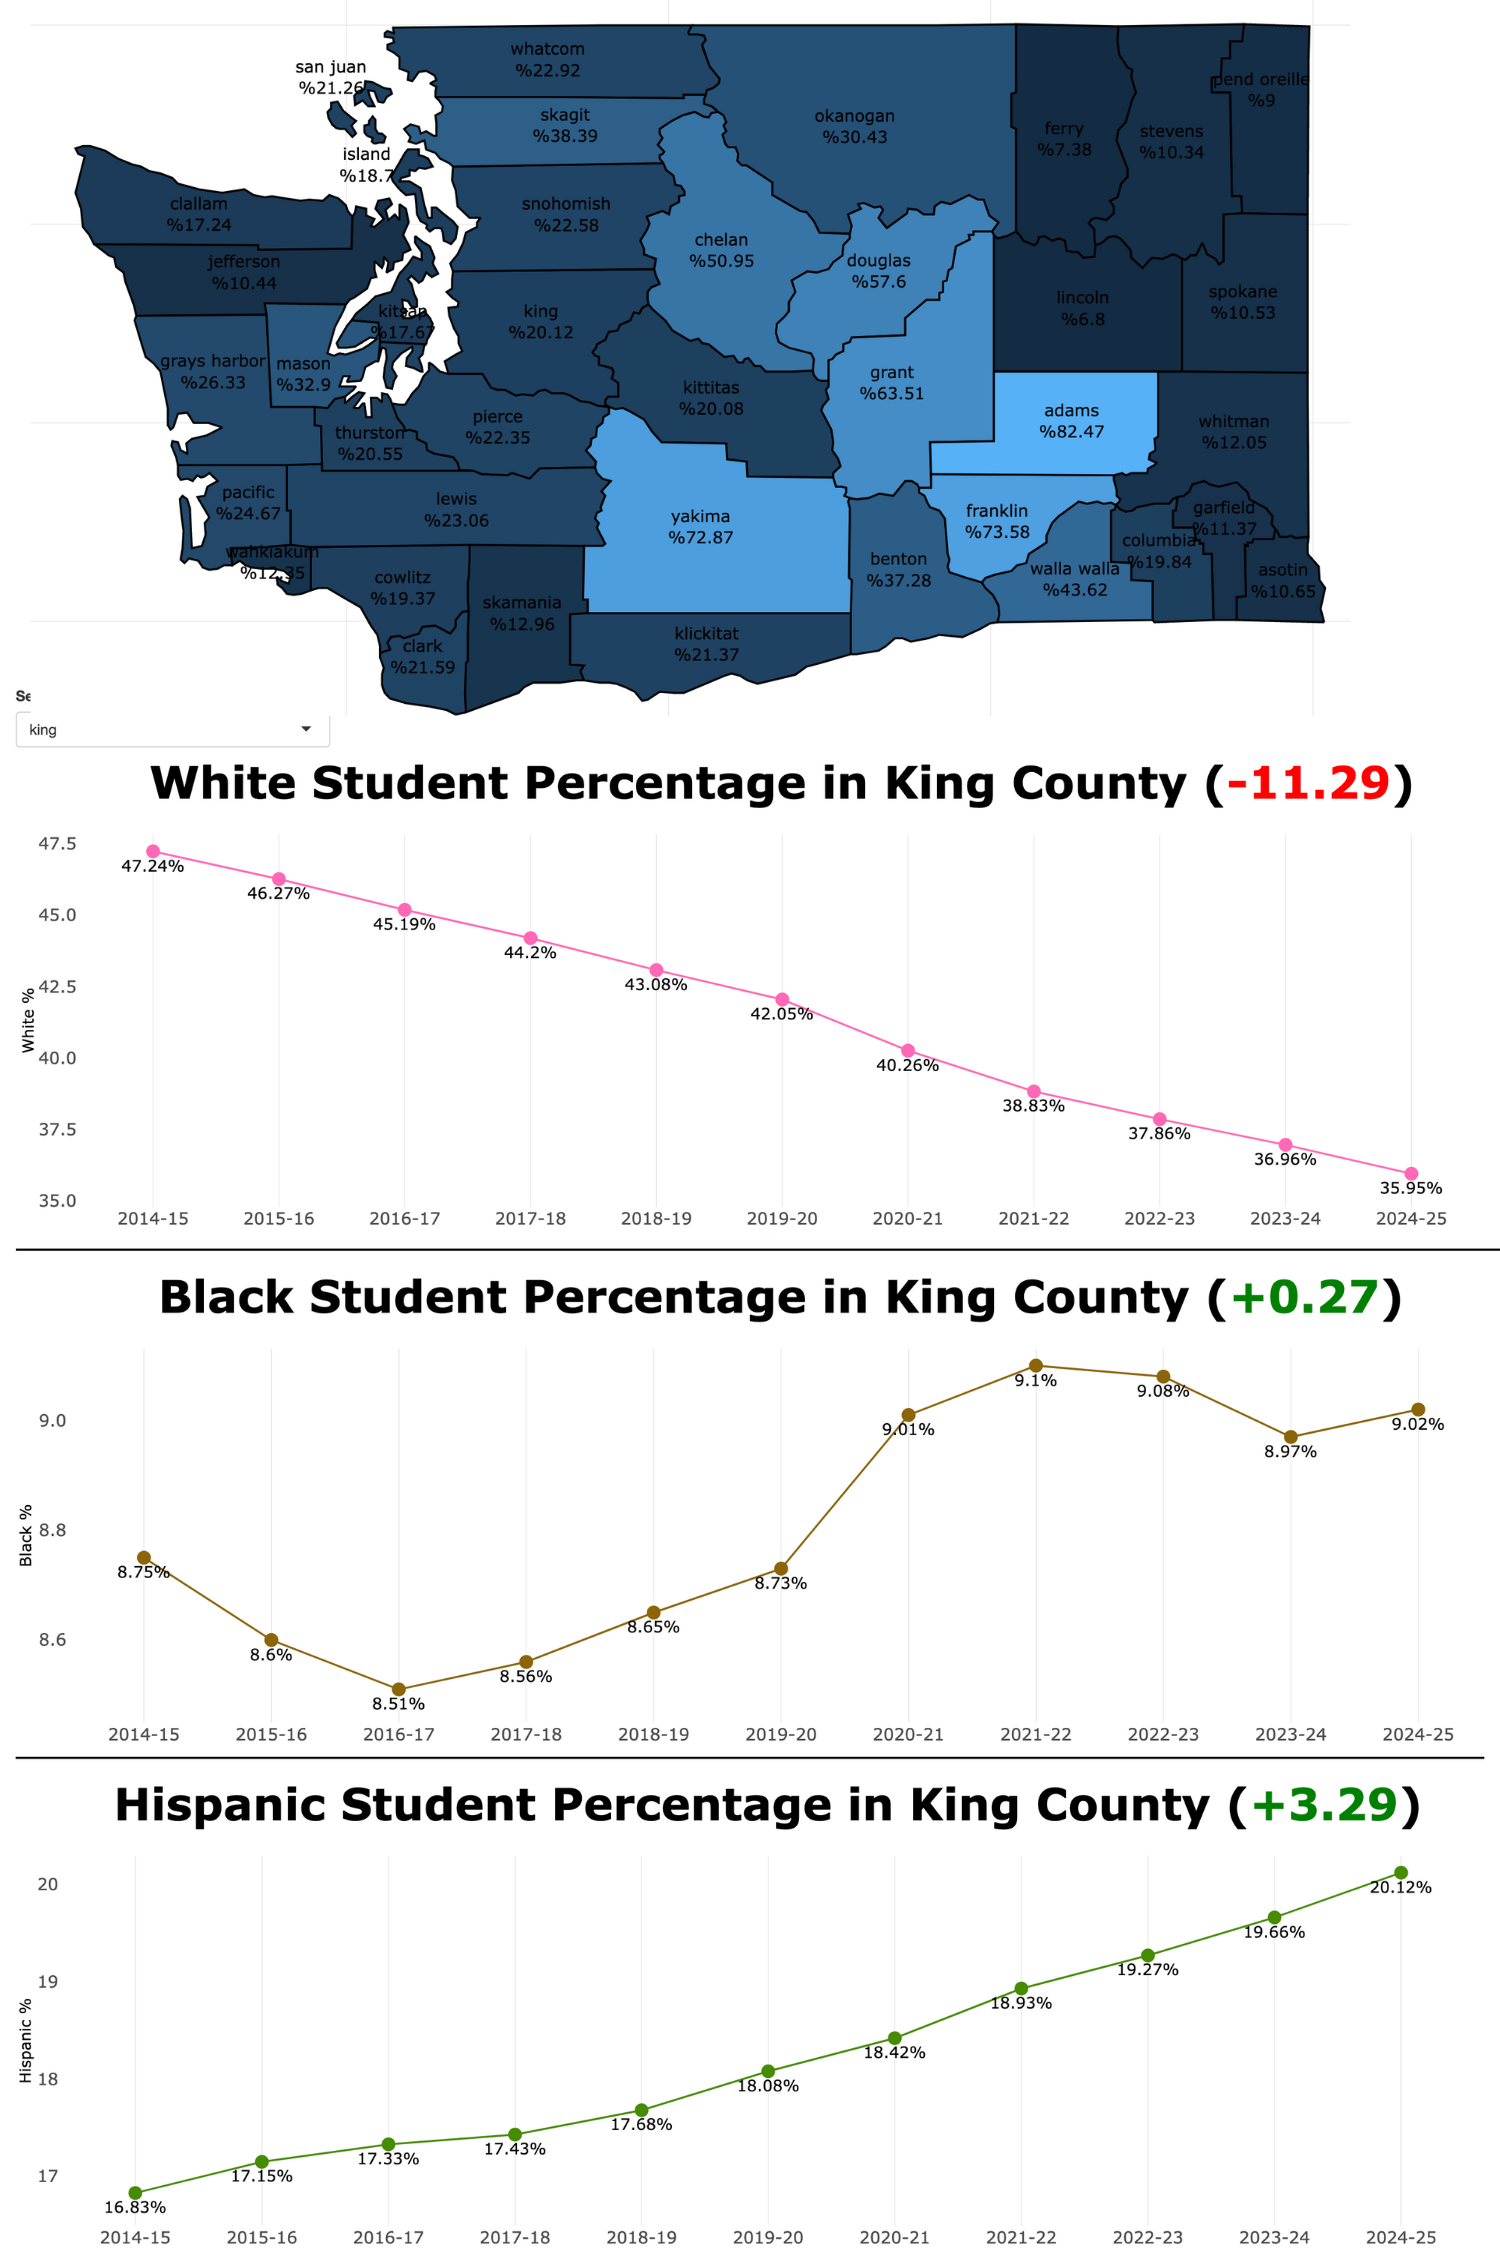 whatcom
%22.92
san juan
%21.26
skagit
%38.39
okanogan
%30.43
ferry
%7.38
stevens
%10.34
pend oreille
%9
island
%18.7
clallam
%17.24
snohomish
%22.58
chelan
%50.95
douglas
%57.6
jefferson
%10.44
kitsap
%17.67
king
%20.12
lincoln
%6.8
spokane
%10.53
grays harbor
%26.33
mason
%32.9
kittitas
%20.08
grant
%63.51
adams
%82.47
whitman
%12.05
thurston
%20.55
pierce
%22.35
pacific
%24.67
lewis
%23.06
yakima
%72.87
franklin
%73.58
garfield
%11.37
columbia
%19.84
wahkiakum
%12.35
cowlitz
%19.37
skamania
%12.96
benton
%37.28
walla walla
%43.62
asotin
%10.65
clark
%21.59
klickitat
%21.37
king
White Student Percentage in King County (-11.29)
White %
47.5
45.0
42.5
40.0
37.5
35.0
47.24%
46.27%
45.19%
44.2%
43.08%
42.05%
40.26%
38.83%
37.86%
36.96%
35.95%
2014-15 2015-16 2016-17 2017-18 2018-19 2019-20 2020-21 2021-22 2022-23 2023-24 2024-25
Black Student Percentage in King County (+0.27)
Black %
9.0
8.8
8.6
8.75%
8.6%
8.51%
8.56%
8.65%
8.73%
9.01%
9.1%
9.08%
8.97%
9.02%
2014-15 2015-16 2016-17 2017-18 2018-19 2019-20 2020-21 2021-22 2022-23 2023-24 2024-25
Hispanic Student Percentage in King County (+3.29)
Hispanic %
20
19
18
17
16.83%
17.15%
17.33%
17.43%
17.68%
18.08%
18.42%
18.93%
19.27%
19.66%
20.12%
2014-15 2015-16 2016-17 2017-18 2018-19 2019-20 2020-21 2021-22 2022-23 2023-24 2024-25